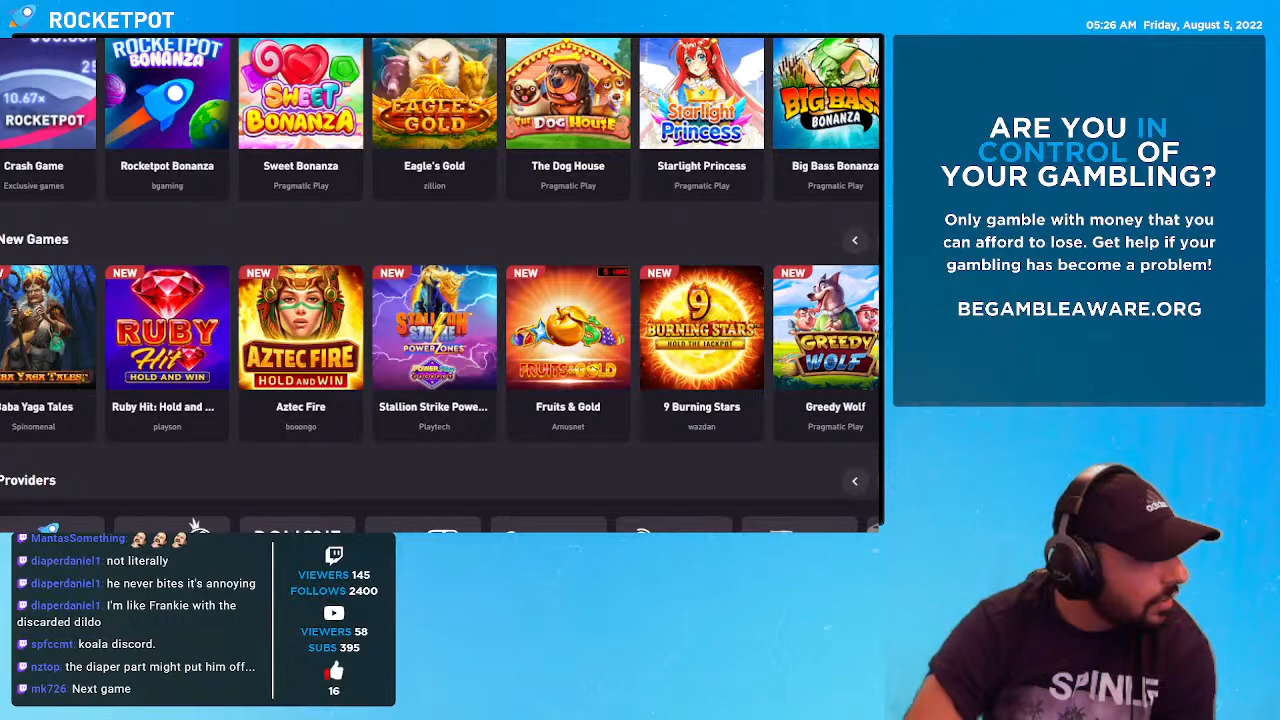 ROCKETPOT
05:26 AM Friday, August 5, 2022
10.67×
ROCKETPOT
ROCKETPOT
BONANZA
SWEET
BONANZA
EAGLE'S
GOLD
THE DOG HOUSE
Starlight
Princess
BIG BASS
BONANZA
Crash Game
Rocketpot Bonanza
Sweet Bonanza
Eagle's Gold
The Dog House
Starlight Princess
Big Bass Bonanza
Exclusive games
bgaming
Pragmatic Play
zillion
Pragmatic Play
Pragmatic Play
Pragmatic Play
New Games
NEW
NEW
NEW
NEW
NEW
NEW
RUBY
Hit
HOLD AND WIN
AZTEC FIRE
HOLD AND WIN
STALLION
STRIKE
POWERZONES
FRUITS&GOLD
9
BURNING STARS
HOLD THE JACKPOT
GREEDY
WOLF
Baba Yaga Tales
Ruby Hit: Hold and ...
Aztec Fire
Stallion Strike Powe...
Fruits & Gold
9 Burning Stars
Greedy Wolf
Spinomenal
playson
booongo
Playtech
Amusnet
wazdan
Pragmatic Play
Providers
ARE YOU IN
CONTROL OF
YOUR GAMBLING?
Only gamble with money that you
can afford to lose. Get help if your
gambling has become a problem!
BEGAMBLEAWARE.ORG
MantasSomething:
diaperdaniel1: not literally
diaperdaniel1: he never bites it's annoying
diaperdaniel1: I'm like Frankie with the
discarded dildo
spfccmt: koala discord.
nztop: the diaper part might put him off...
mk726: Next game
VIEWERS 145
FOLLOWS 2400
VIEWERS 58
SUBS 395
16
adidas